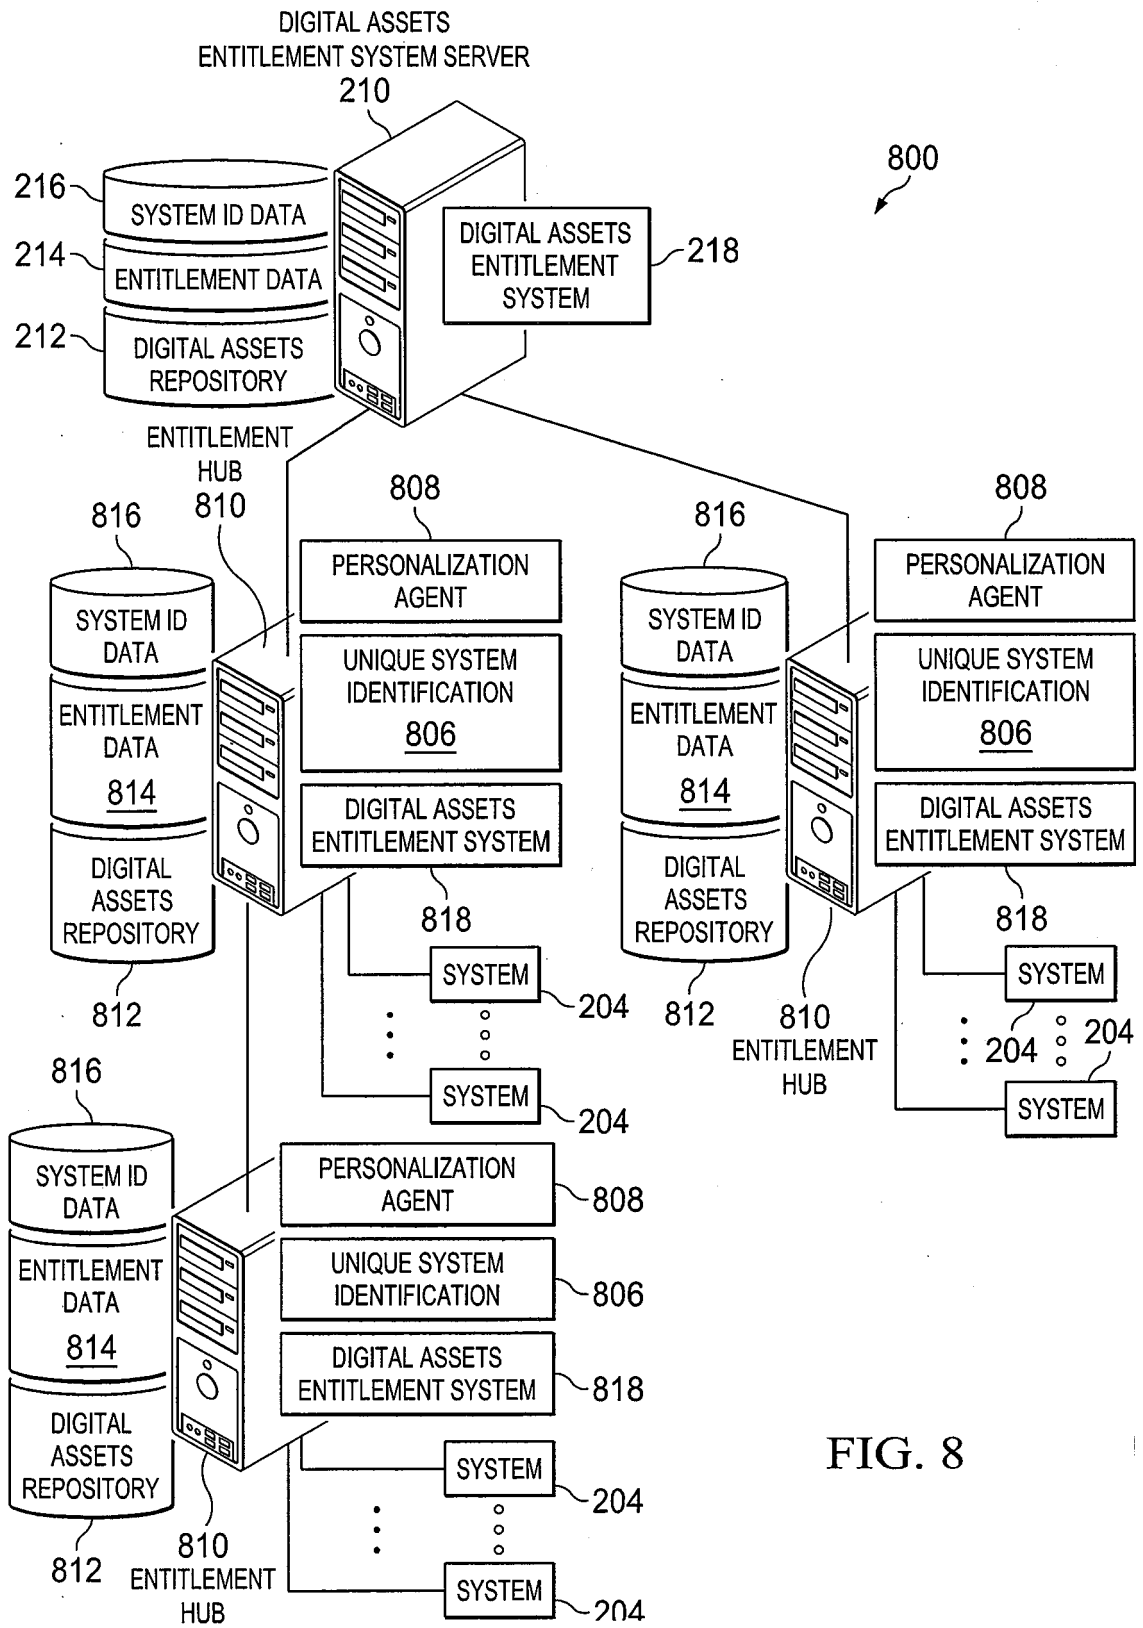 DIGITAL ASSETS
ENTITLEMENT SYSTEM SERVER
210
800
216
SYSTEM ID DATA
214
ENTITLEMENT DATA
212
DIGITAL ASSETS
REPOSITORY
DIGITAL ASSETS
ENTITLEMENT
SYSTEM
218
ENTITLEMENT
HUB
810
816
SYSTEM ID
DATA
ENTITLEMENT
DATA
814
DIGITAL
ASSETS
REPOSITORY
812
808
PERSONALIZATION
AGENT
UNIQUE SYSTEM
IDENTIFICATION
806
DIGITAL ASSETS
ENTITLEMENT SYSTEM
818
SYSTEM
204
SYSTEM
204
816
SYSTEM ID
DATA
ENTITLEMENT
DATA
814
DIGITAL
ASSETS
REPOSITORY
812
808
PERSONALIZATION
AGENT
UNIQUE SYSTEM
IDENTIFICATION
806
DIGITAL ASSETS
ENTITLEMENT SYSTEM
818
810
ENTITLEMENT
HUB
SYSTEM
204
204
SYSTEM
816
SYSTEM ID
DATA
ENTITLEMENT
DATA
814
DIGITAL
ASSETS
REPOSITORY
812
PERSONALIZATION
AGENT
808
UNIQUE SYSTEM
IDENTIFICATION
806
DIGITAL ASSETS
ENTITLEMENT SYSTEM
818
810
ENTITLEMENT
HUB
SYSTEM
204
SYSTEM
204
FIG. 8